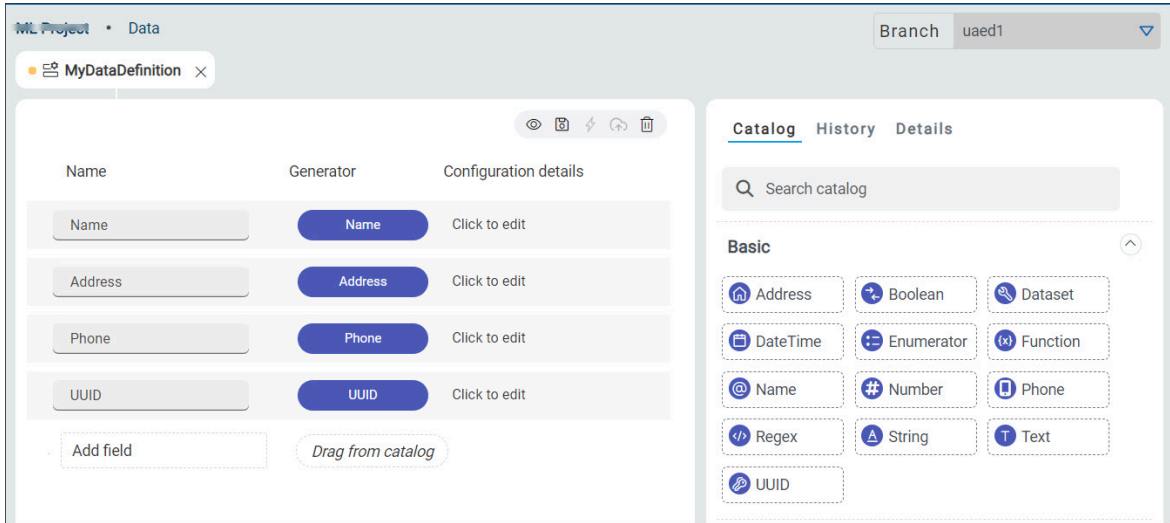 ML Project • Data
Branch uaed1
MyDataDefinition
Catalog History Details
Name Generator Configuration details
Search catalog
Name Name Click to edit
Basic
Address Address Click to edit
Address Boolean Dataset
Phone Phone Click to edit
DateTime Enumerator Function
Name Number Phone
UUID UUID Click to edit
Regex String Text
Add field Drag from catalog
UUID